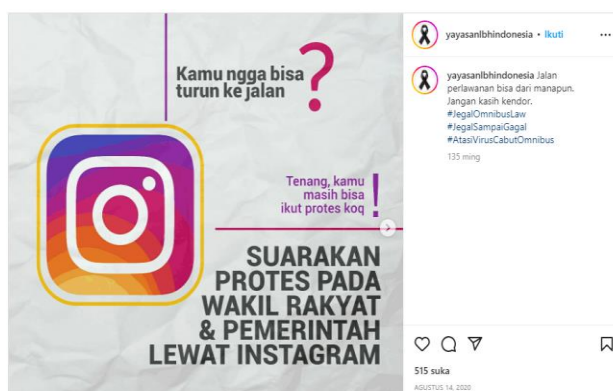 Kamu ngga bisa
turun ke jalan ?
Tenang, kamu
masih bisa
ikut protes koq !
SUARAKAN
PROTES PADA
WAKIL RAKYAT
& PEMERINTAH
LEWAT INSTAGRAM
yayasanlbhindonesia • Ikuti
yayasanlbhindonesia Jalan
perlawanan bisa dari manapun.
Jangan kasih kendor.
#JegalOmnibusLaw
#JegalSampaiGagal
#AtasiVirusCabutOmnibus
135 ming
515 suka
AGUSTUS 14, 2020